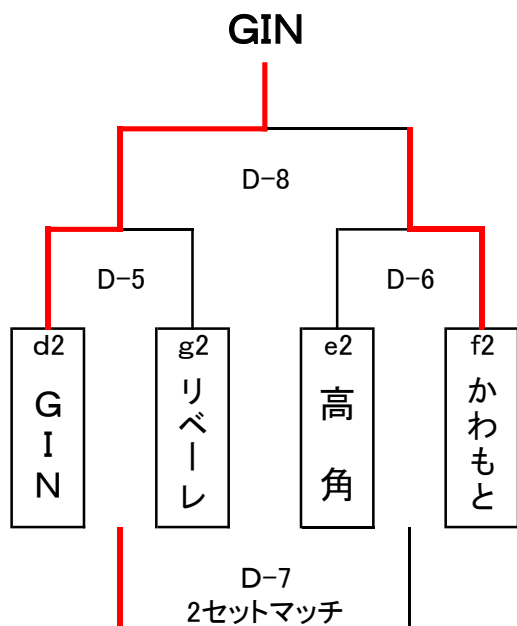 GIN
D-8
D-5
D-6
d2
g2
e2
f2
GIN
リベーレ
高角
かわもと
D-7
2セットマッチ